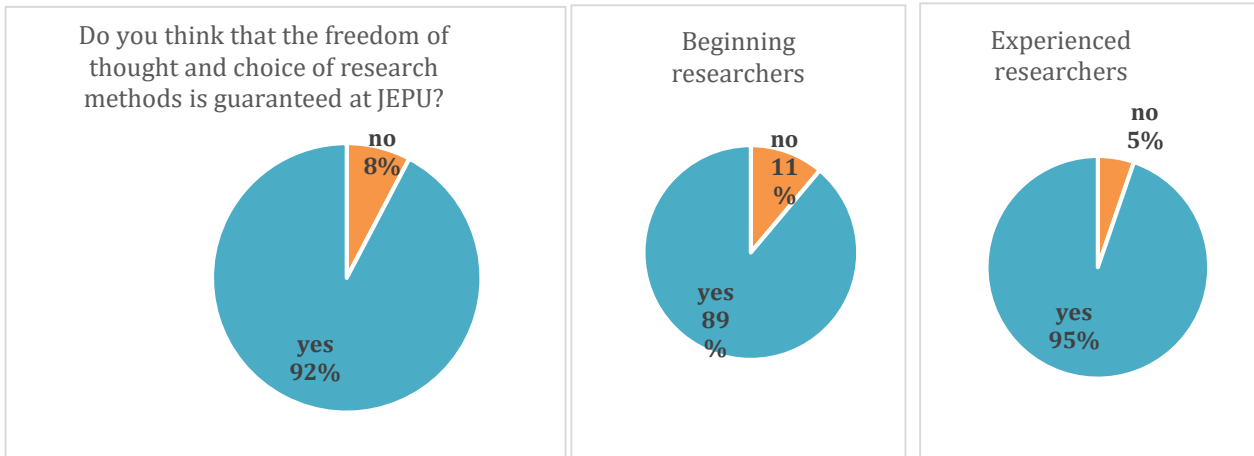 Do you think that the freedom of
thought and choice of research
methods is guaranteed at JEPU?
no
8%
yes
92%
Beginning
researchers
no
11
%
yes
89
%
Experienced
researchers
no
5%
yes
95%